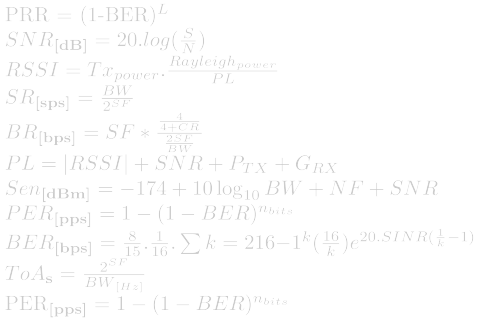 PRR = (1-BER)^L
SNR_[dB] = 20.log(S/N)
RSSI = Tx_power . Rayleigh_power/PL
SR_[sps] = BW/2^SF
BR_[bps] = SF * (4/(4+CR))/(2^SF/BW)
PL = |RSSI| + SNR + P_TX + G_RX
Sen_[dBm] = −174 + 10 log_10 BW + NF + SNR
PER_[pps] = 1 − (1 − BER)^n_bits
BER_[bps] = 8/15 . 1/16 . ∑ k = 216−1^k(16/k)e^20.SINR(1/k −1)
ToA_s = 2^SF/BW_[Hz]
PER_[pps] = 1 − (1 − BER)^n_bits